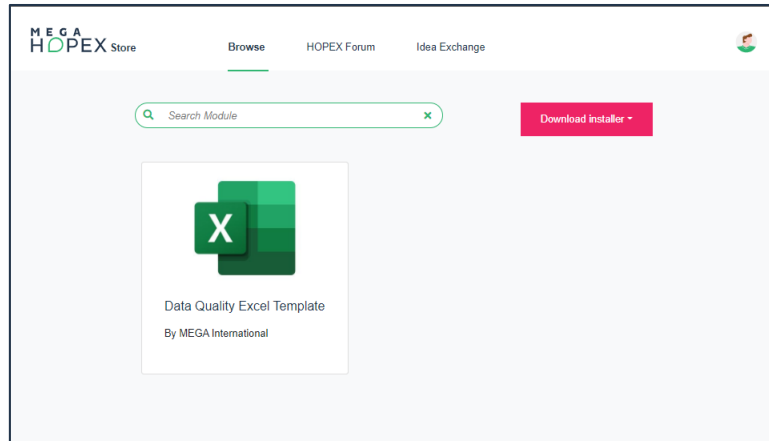 MEGA
HOPEX Store
Browse
HOPEX Forum
Idea Exchange
Search Module
Download installer
X
Data Quality Excel Template
By MEGA International